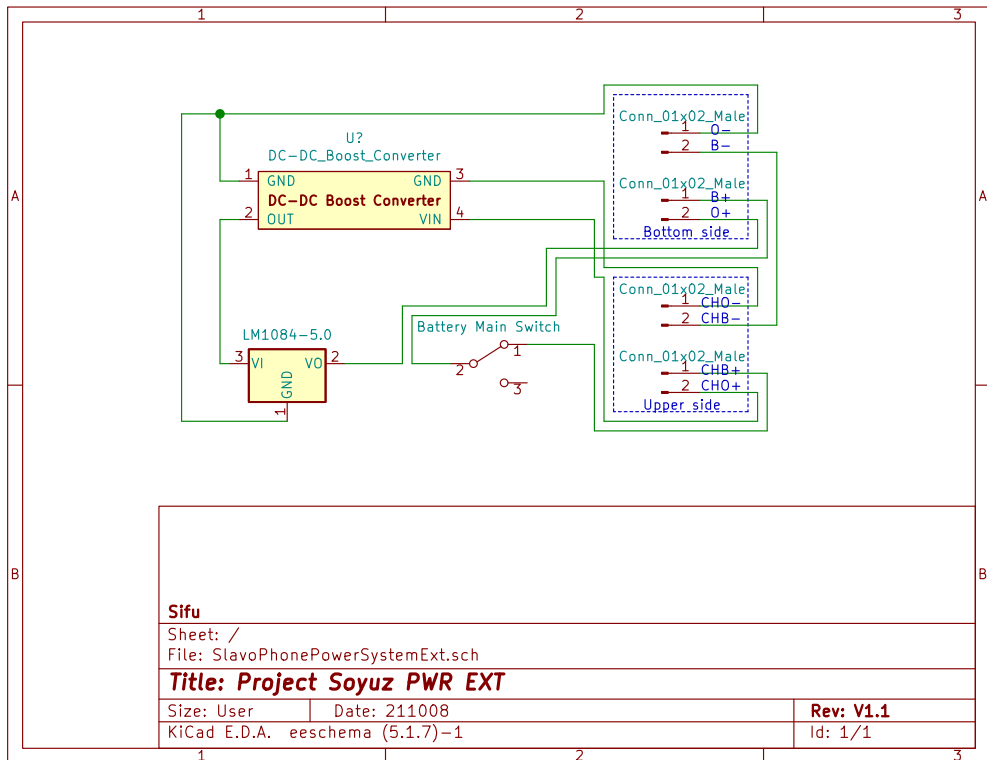 1 2 3
A A
B B
U?
DC-DC_Boost_Converter
1 GND GND 3
DC-DC Boost Converter
2 OUT VIN 4
Conn_01x02_Male
1 O-
2 B-
Conn_01x02_Male
1 B+
2 O+
Bottom side
Conn_01x02_Male
1 CHO-
2 CHB-
Conn_01x02_Male
1 CHB+
2 CHO+
Upper side
LM1084-5.0
3 VI VO 2
GND
1
Battery Main Switch
1
2
3
Sifu
Sheet: /
File: SlavoPhonePowerSystemExt.sch
Title: Project Soyuz PWR EXT
Size: User Date: 211008 Rev: V1.1
KiCad E.D.A. eeschema (5.1.7)-1 Id: 1/1
1 2 3